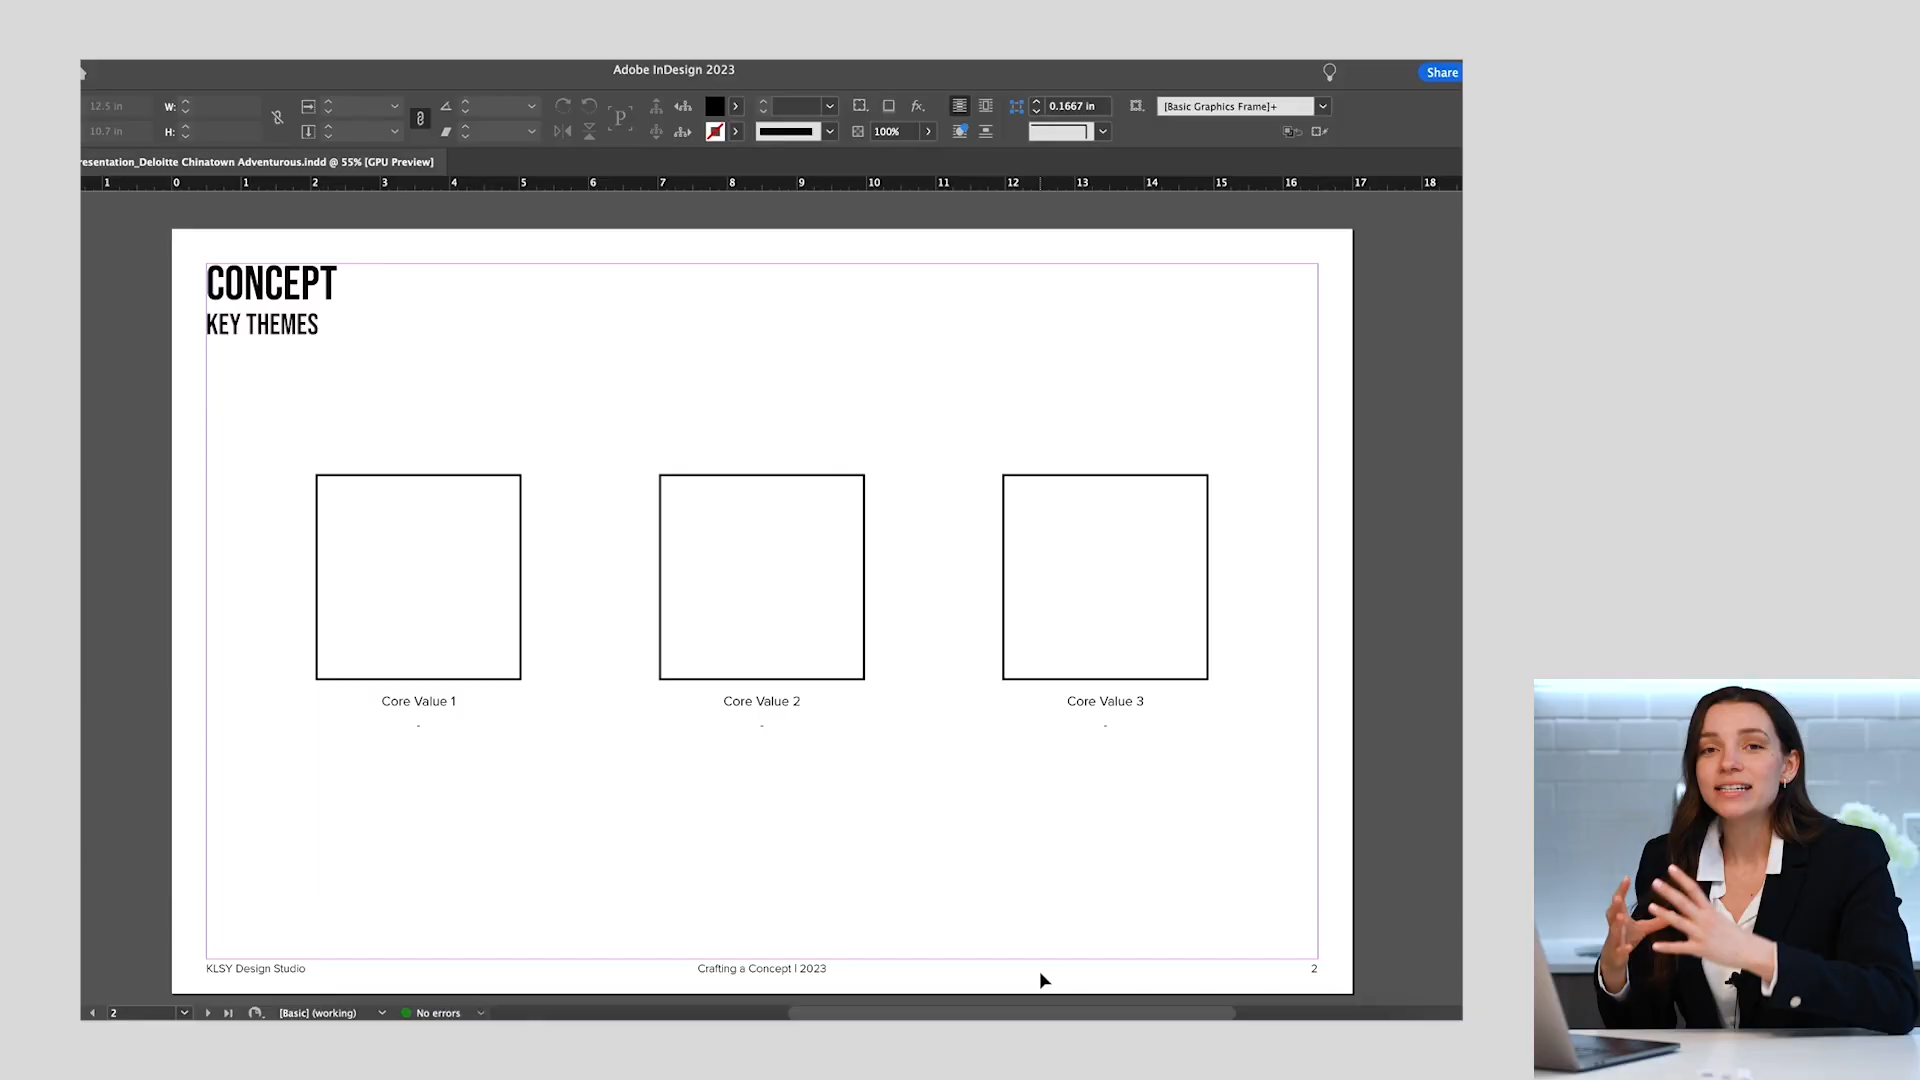 Adobe InDesign 2023
Share
12.5 in
W:
0.1667 in
[Basic Graphics Frame]+
10.7 in
H:
P
fx.
100%
resentation_Deloitte Chinatown Adventurous.indd @ 55% [GPU Preview]
1 0 1 2 3 4 5 6 7 8 9 10 11 12 13 14 15 16 17 18
CONCEPT
KEY THEMES
Core Value 1
-
Core Value 2
-
Core Value 3
-
KLSY Design Studio
Crafting a Concept | 2023
2
2
[Basic] (working)
No errors